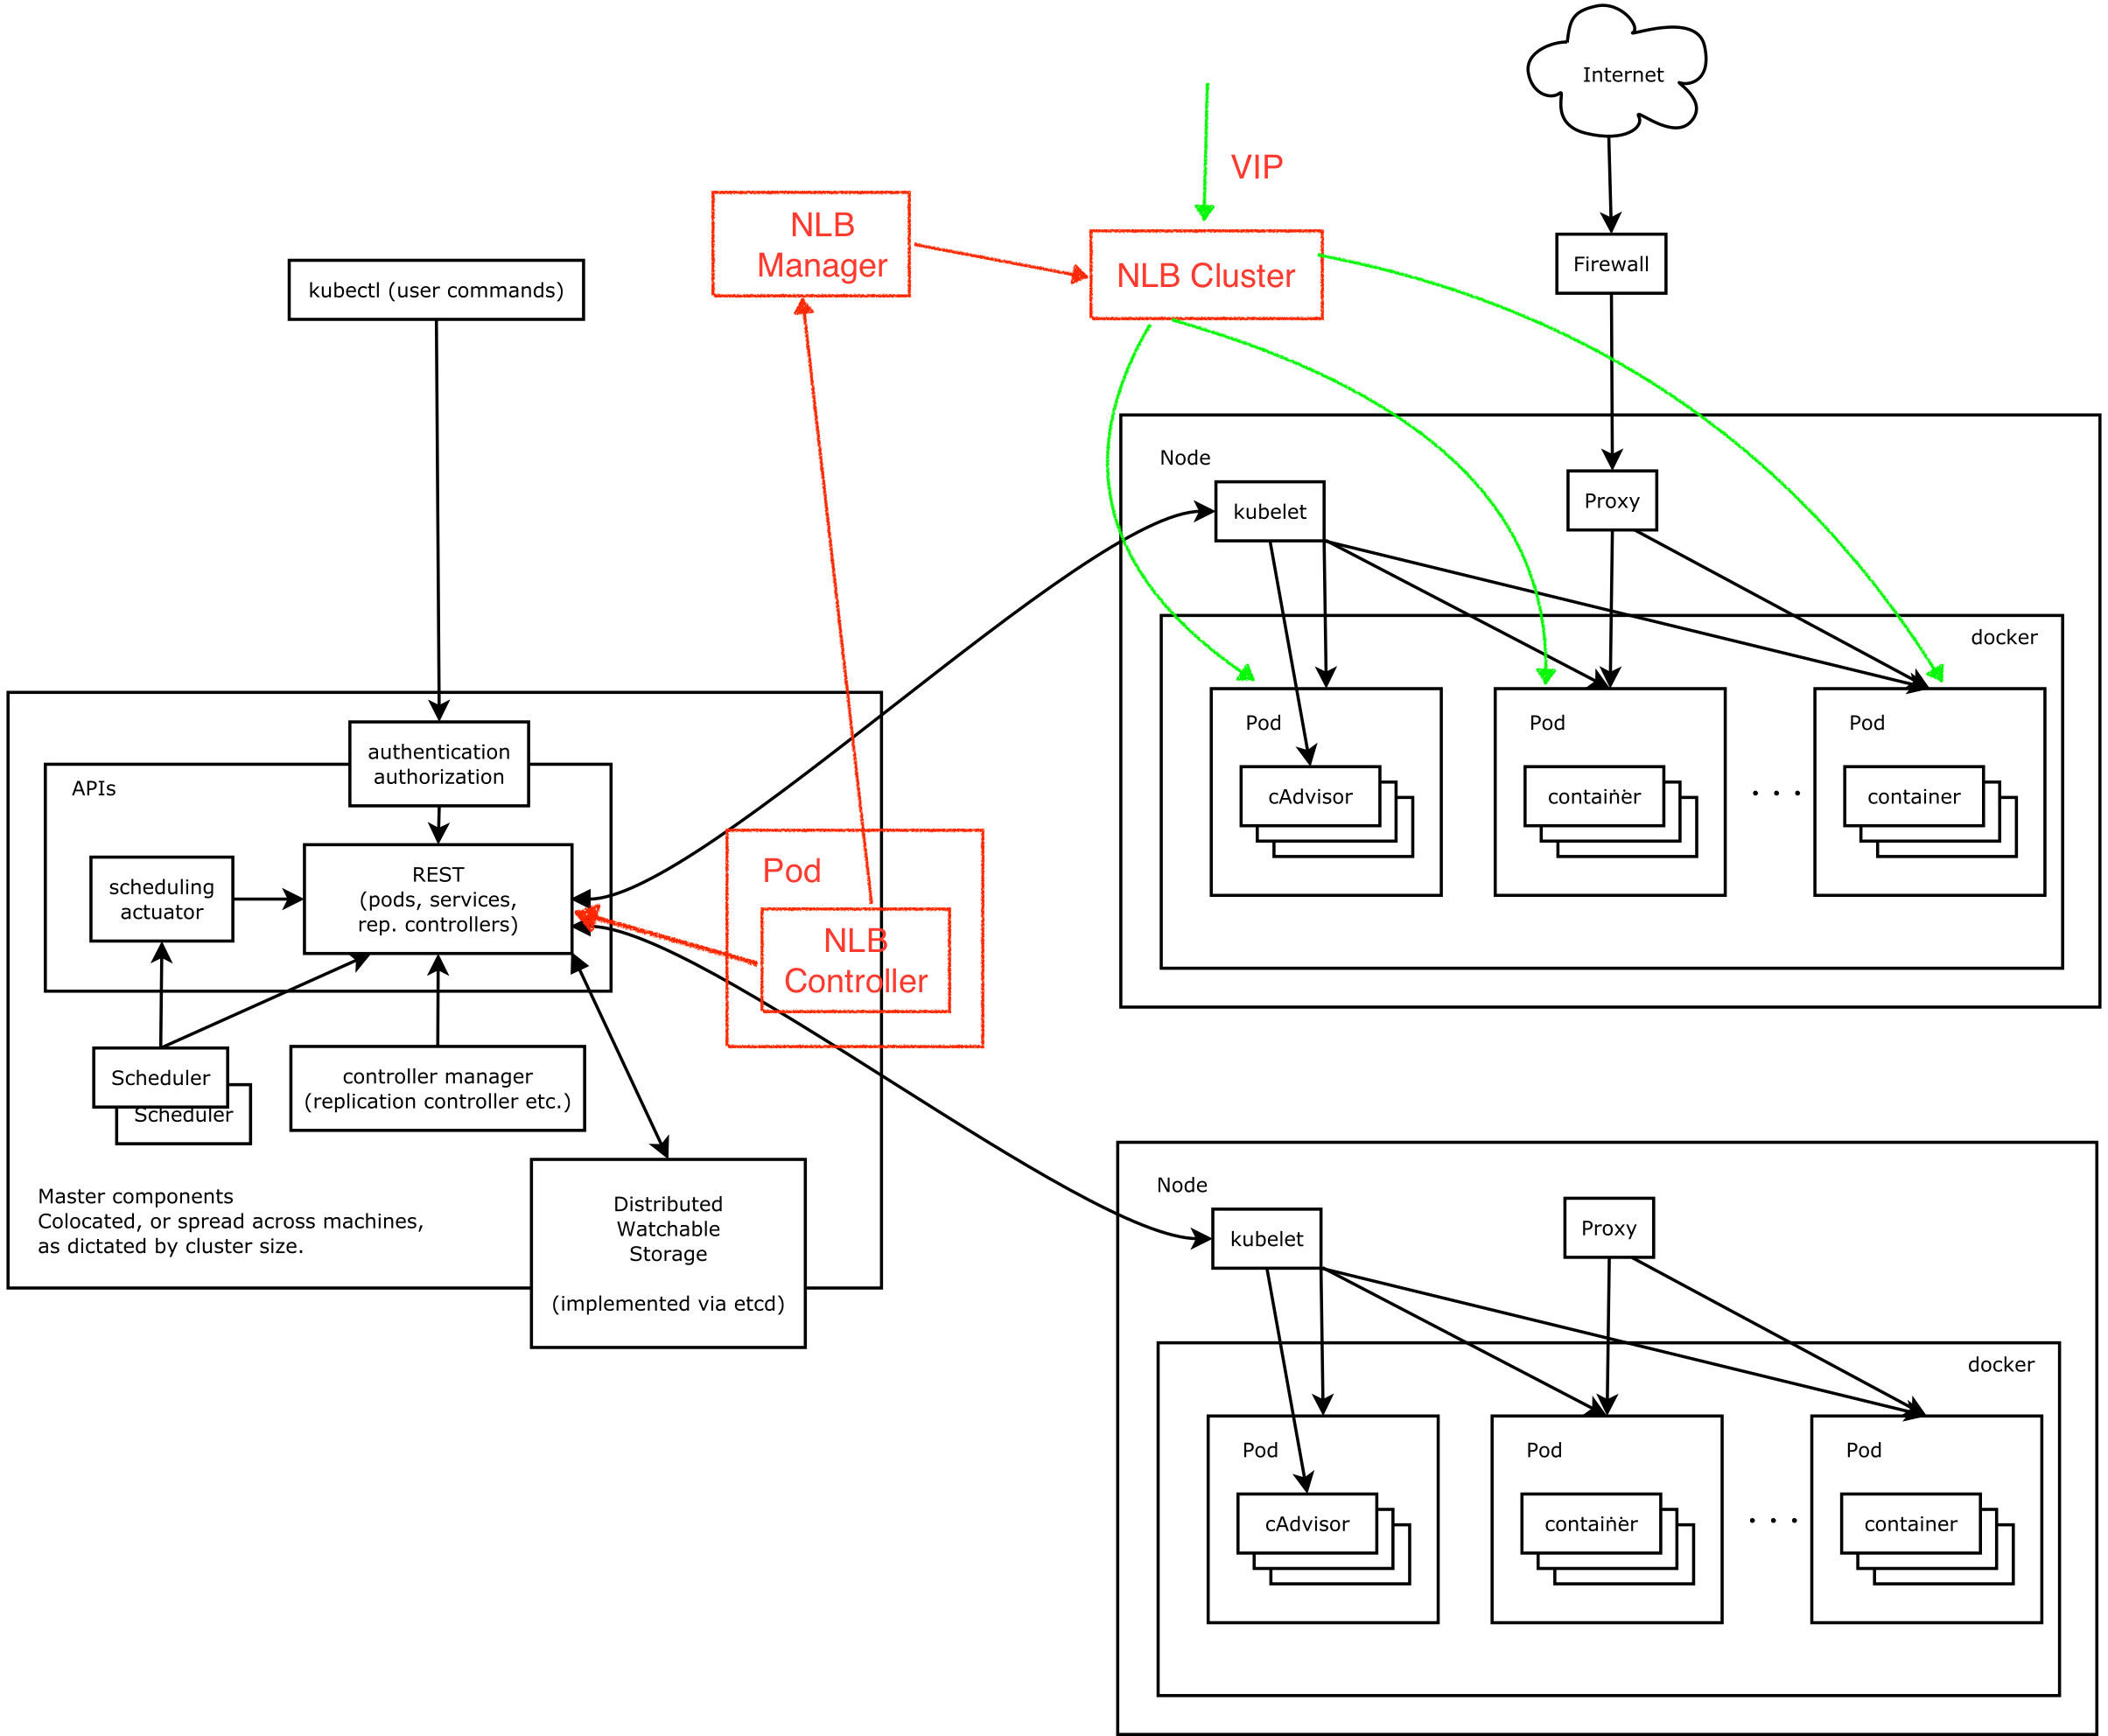 Internet
VIP
NLB
Manager
NLB Cluster
Firewall
kubectl (user commands)
Node
kubelet
Proxy
docker
Pod
Pod
Pod
cAdvisor
container
. . .
container
authentication
authorization
APIs
REST
(pods, services,
rep. controllers)
scheduling
actuator
Pod
NLB
Controller
Scheduler
Scheduler
controller manager
(replication controller etc.)
Master components
Colocated, or spread across machines,
as dictated by cluster size.
Distributed
Watchable
Storage
(implemented via etcd)
Node
kubelet
Proxy
docker
Pod
Pod
Pod
cAdvisor
container
. . .
container